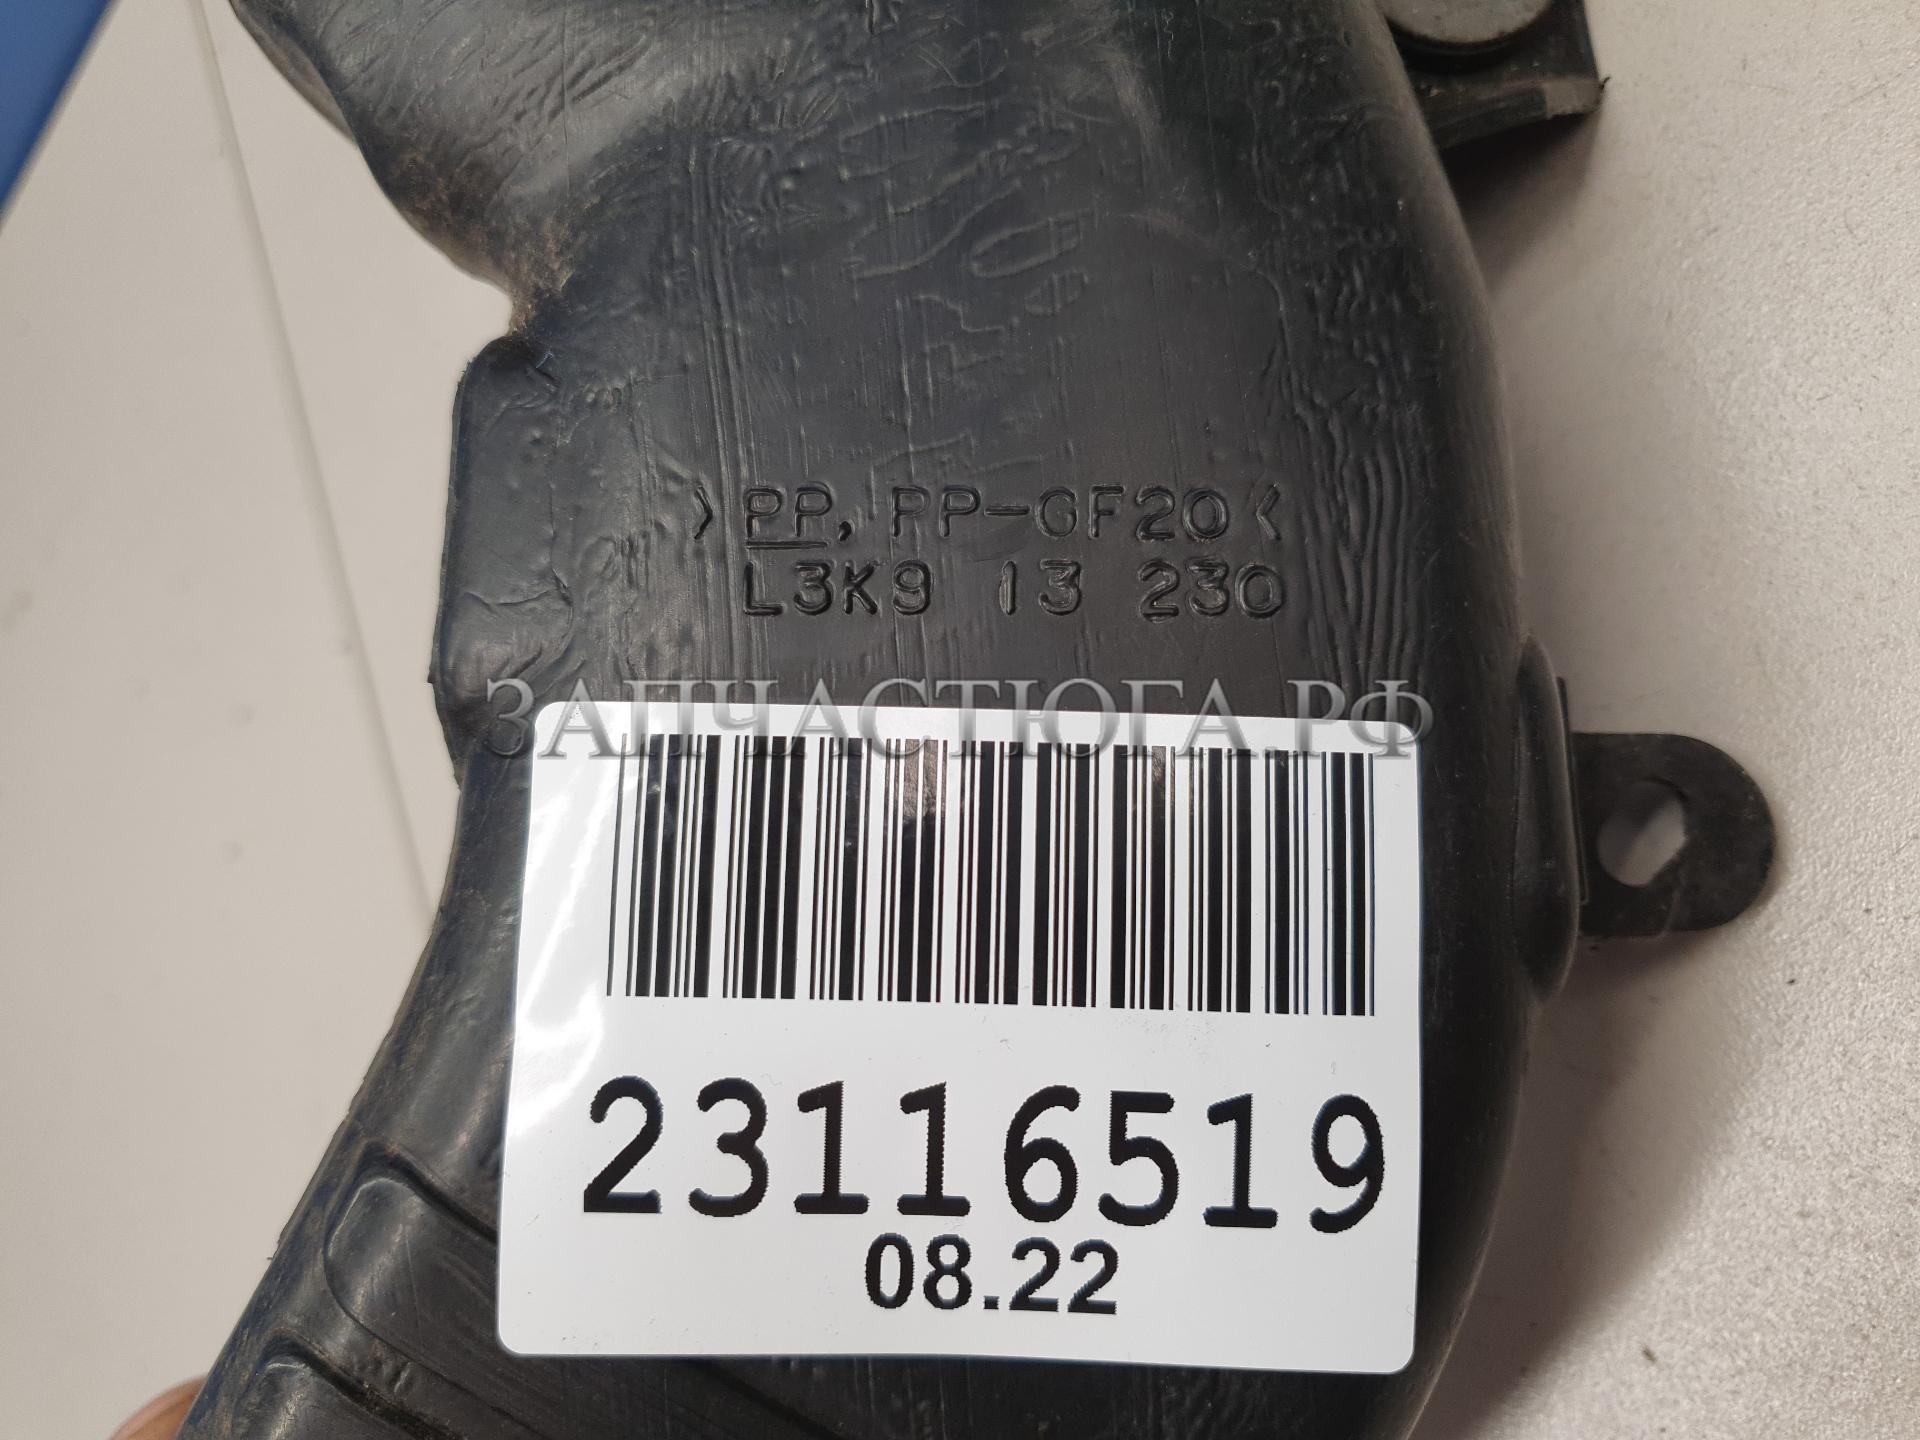 >PP, PP-GF20<
L3K9 13 230
ЗАПЧАСТЮГА.РФ
23116519
08.22